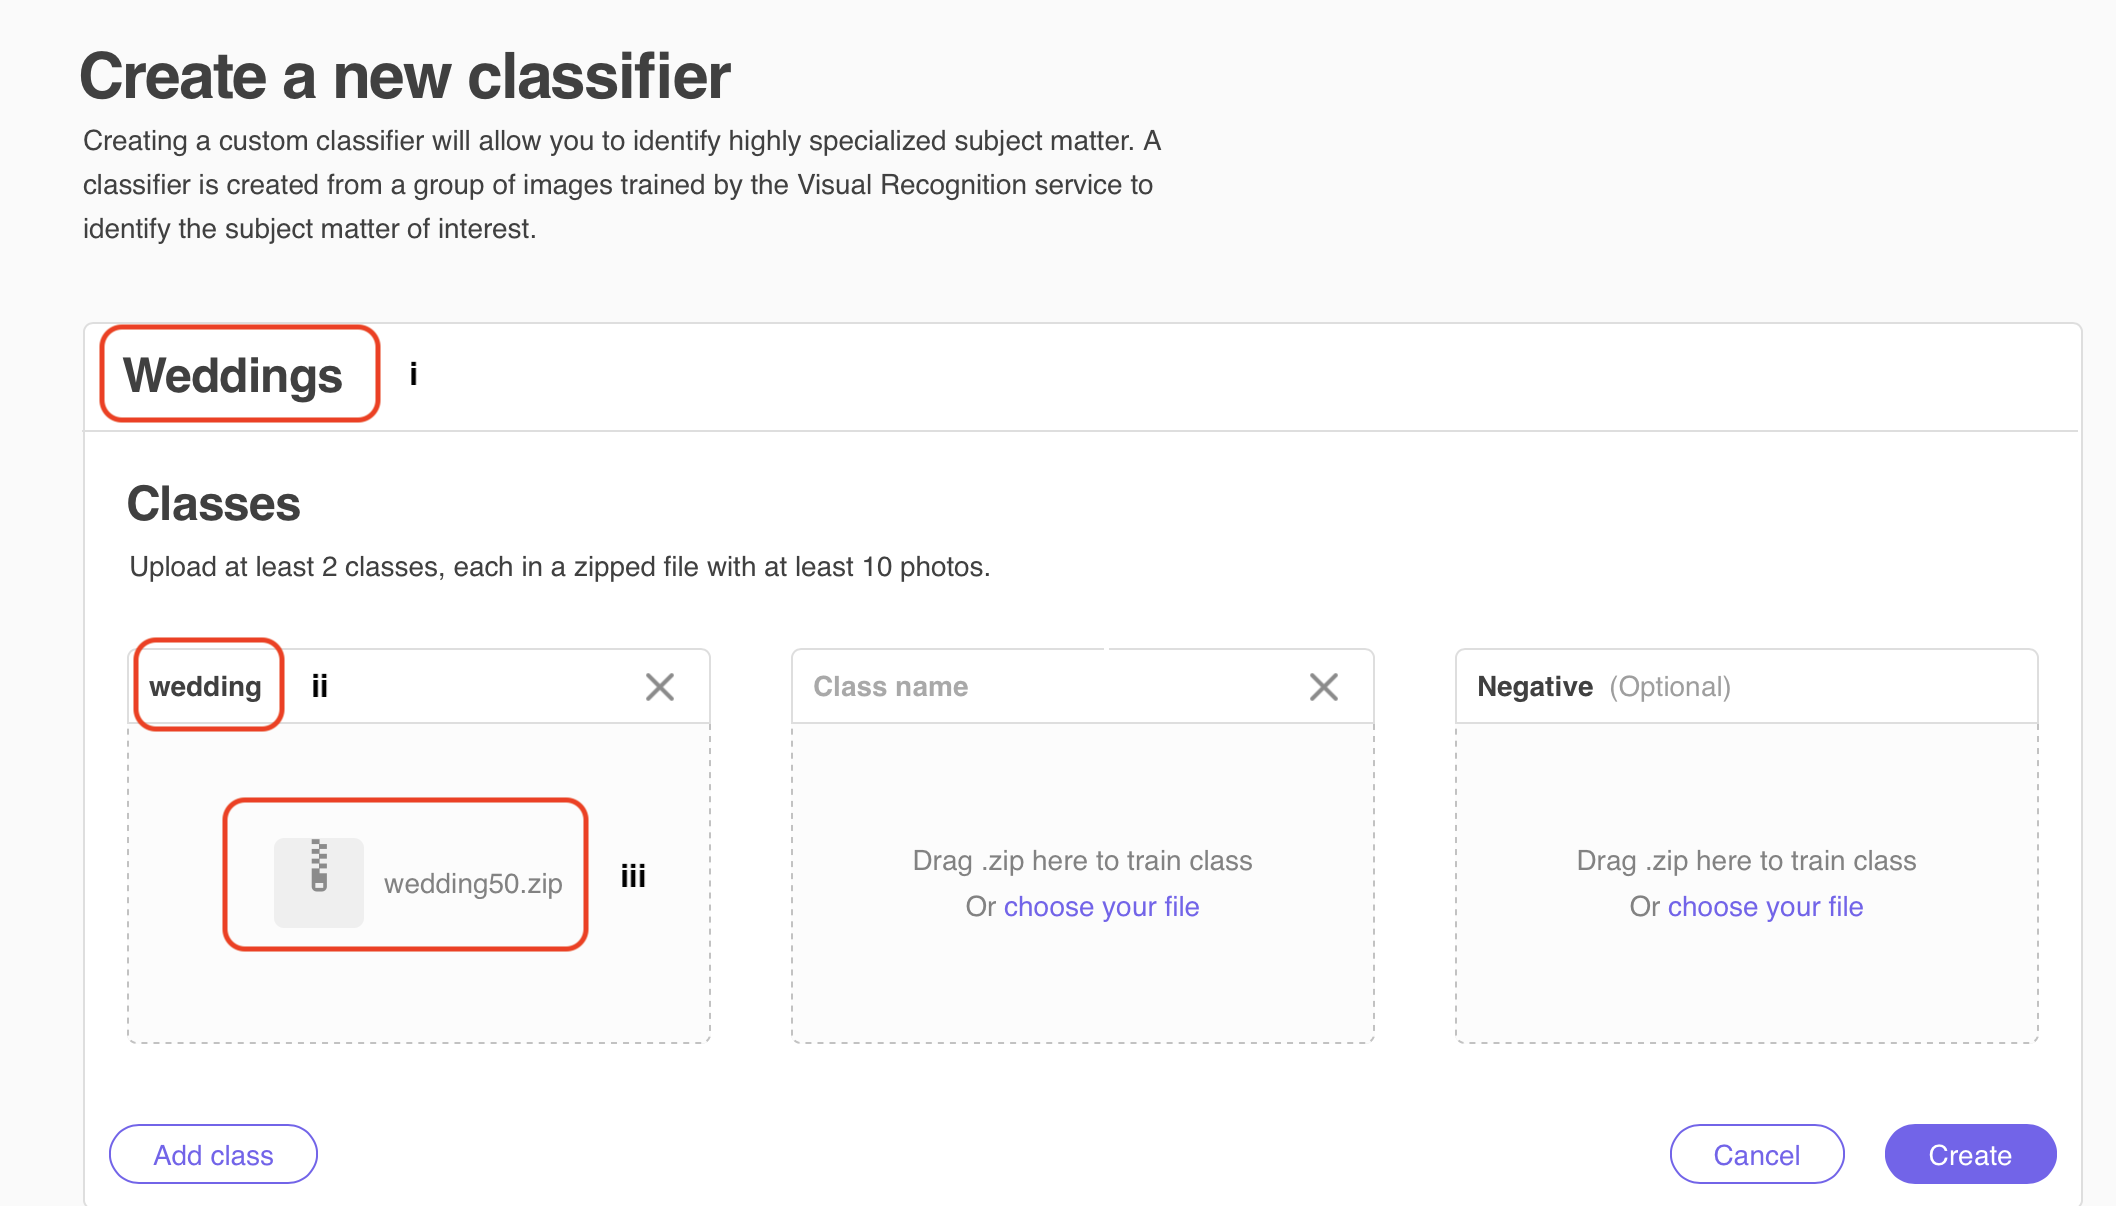 Create a new classifier
Creating a custom classifier will allow you to identify highly specialized subject matter. A
classifier is created from a group of images trained by the Visual Recognition service to
identify the subject matter of interest.
Weddings i
Classes
Upload at least 2 classes, each in a zipped file with at least 10 photos.
wedding ii
wedding50.zip iii
Class name
Drag .zip here to train class
Or choose your file
Negative (Optional)
Drag .zip here to train class
Or choose your file
Add class
Cancel
Create